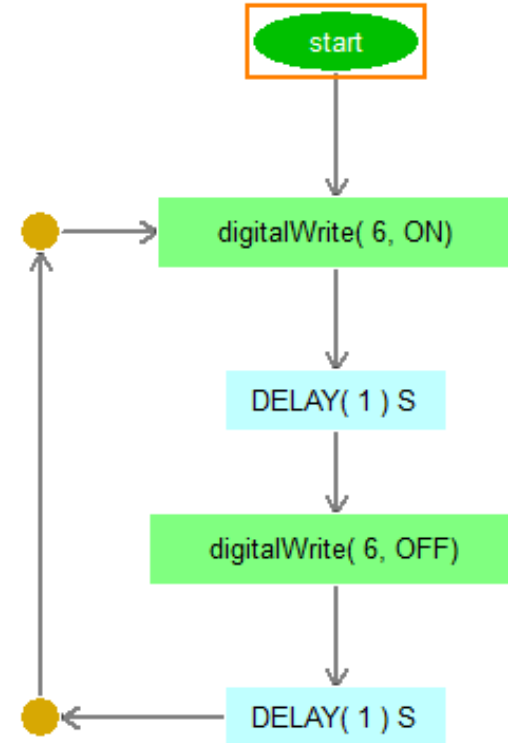 start
digitalWrite( 6, ON)
DELAY( 1 ) S
digitalWrite( 6, OFF)
DELAY( 1 ) S